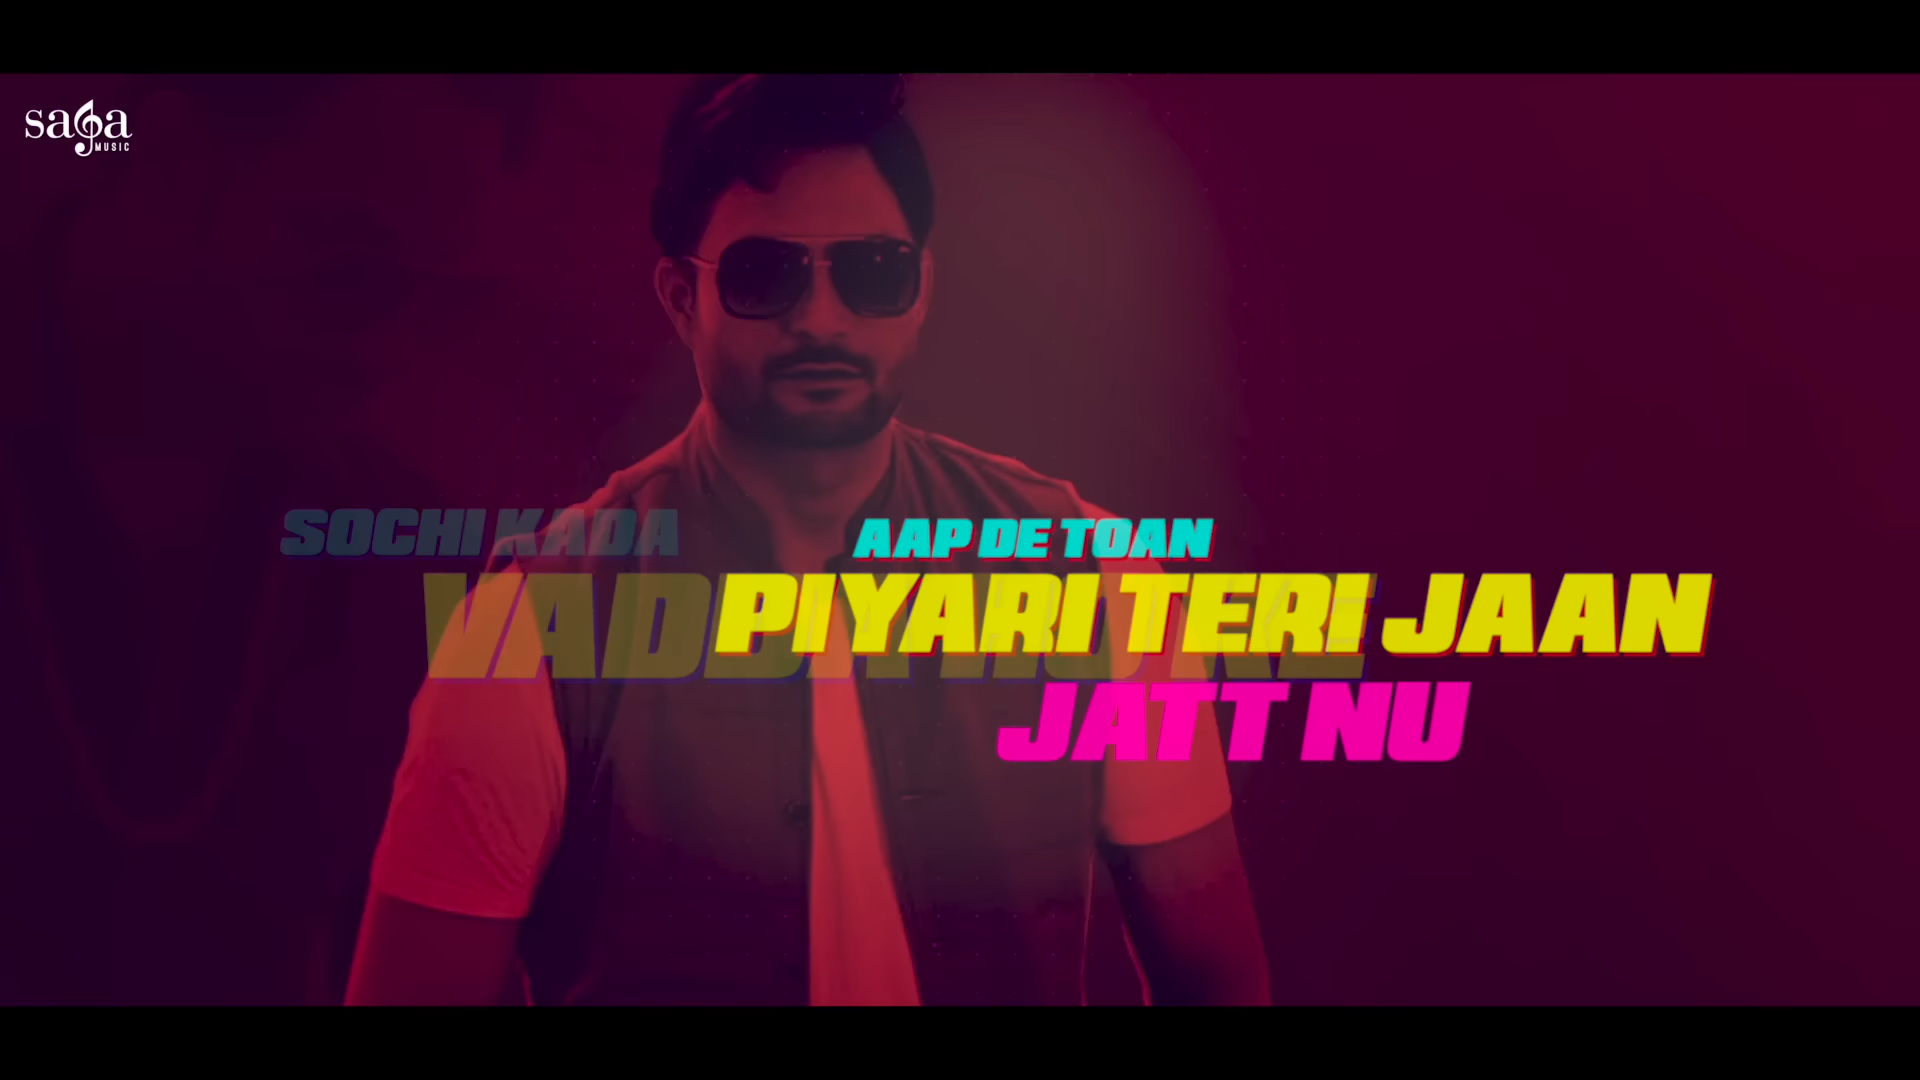 saga
MUSIC
SOCHI KADA
AAP DE TOAN
PIYARI TERI JAAN
JATT NU